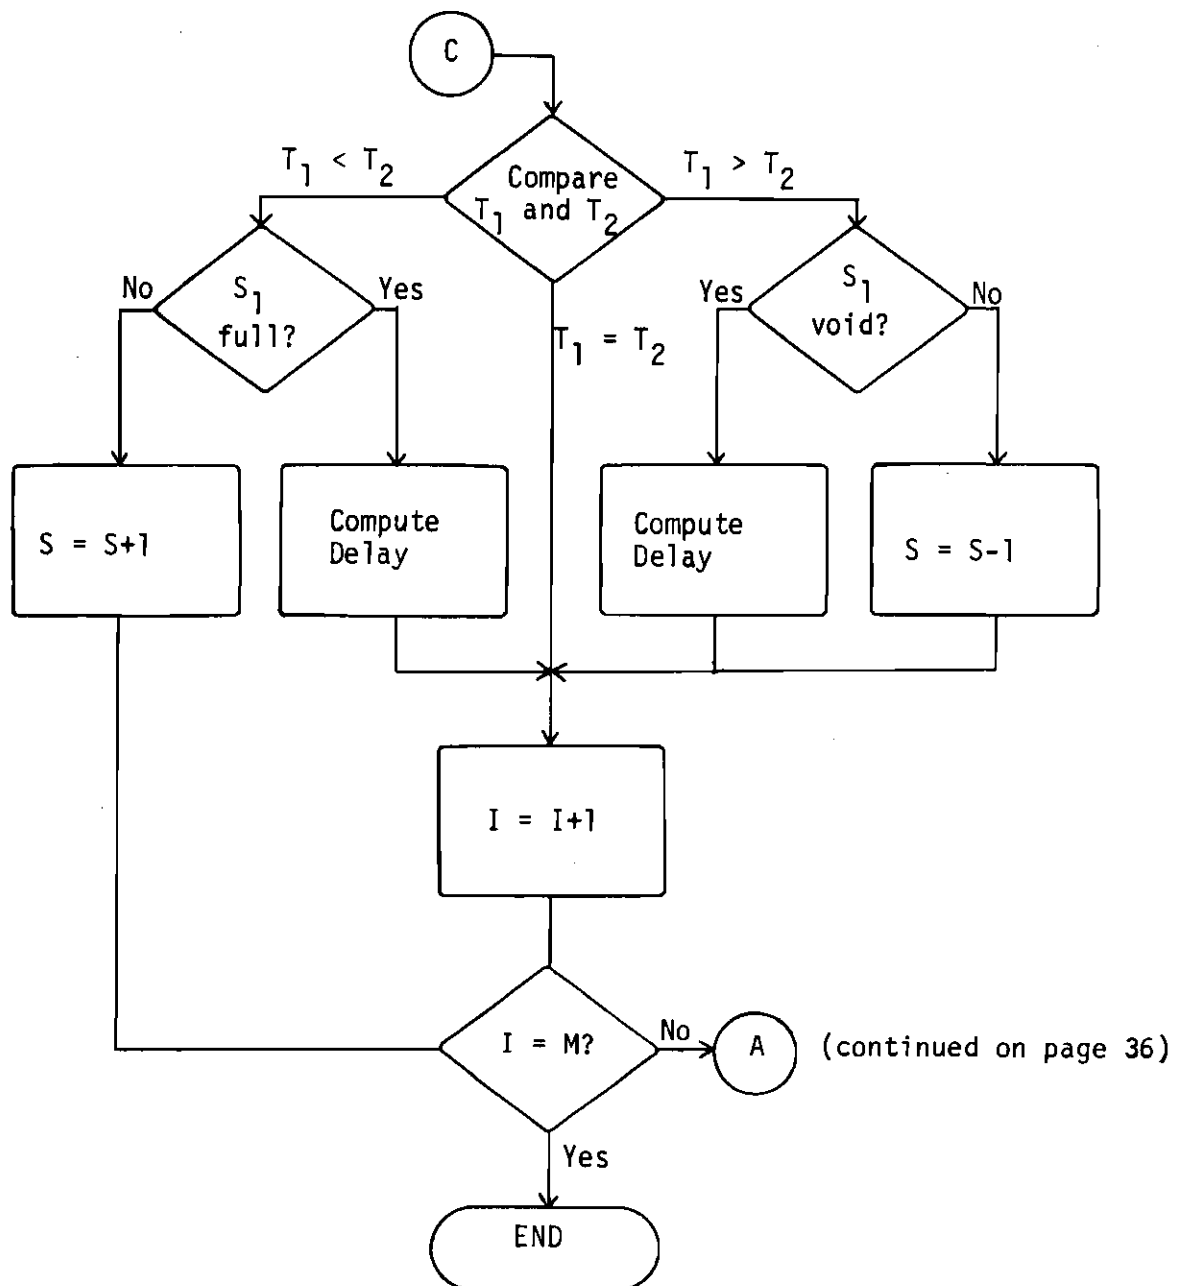 C
T1 < T2
Compare
T1 and T2
T1 > T2
No
S1
full?
Yes
T1 = T2
Yes
S1
void?
No
S = S+1
Compute
Delay
Compute
Delay
S = S-1
I = I+1
I = M?
No
A
(continued on page 36)
Yes
END